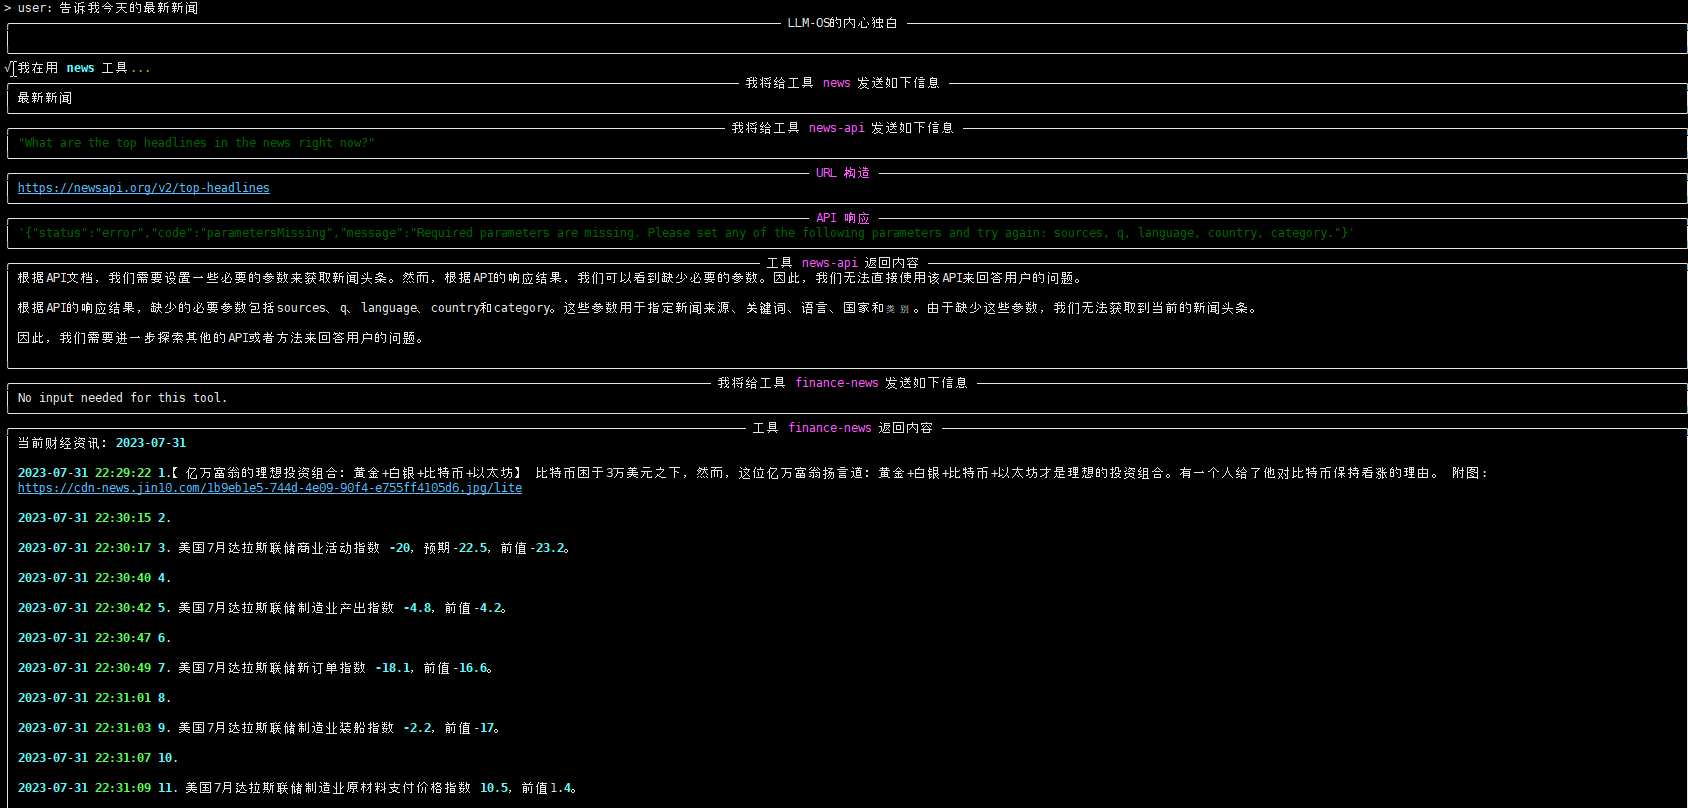 > user: 告诉我今天的最新新闻
LLM-OS的内心独白
√我在用 news 工具...
我将给工具 news 发送如下信息
最新新闻
我将给工具 news-api 发送如下信息
"What are the top headlines in the news right now?"
URL 构造
https://newsapi.org/v2/top-headlines
API 响应
'{"status":"error","code":"parametersMissing","message":"Required parameters are missing. Please set any of the following parameters and try again: sources, q, language, country, category."}'
工具 news-api 返回内容
根据API文档，我们需要设置一些必要的参数来获取新闻头条。然而，根据API的响应结果，我们可以看到缺少必要的参数。因此，我们无法直接使用该API来回答用户的问题。
根据API的响应结果，缺少的必要参数包括sources、q、language、country和category。这些参数用于指定新闻来源、关键词、语言、国家和类别。由于缺少这些参数，我们无法获取到当前的新闻头条。
因此，我们需要进一步探索其他的API或者方法来回答用户的问题。
我将给工具 finance-news 发送如下信息
No input needed for this tool.
工具 finance-news 返回内容
当前财经资讯: 2023-07-31
2023-07-31 22:29:22 1.【 亿万富翁的理想投资组合: 黄金+白银+比特币+以太坊】 比特币困于3万美元之下，然而，这位亿万富翁扬言道: 黄金+白银+比特币+以太坊才是理想的投资组合。有一个人给了他对比特币保持看涨的理由。 附图:
https://cdn-news.jin10.com/1b9eb1e5-744d-4e09-90f4-e755ff4105d6.jpg/lite
2023-07-31 22:30:15 2.
2023-07-31 22:30:17 3. 美国7月达拉斯联储商业活动指数 -20，预期-22.5，前值-23.2。
2023-07-31 22:30:40 4.
2023-07-31 22:30:42 5. 美国7月达拉斯联储制造业产出指数 -4.8，前值-4.2。
2023-07-31 22:30:47 6.
2023-07-31 22:30:49 7. 美国7月达拉斯联储新订单指数 -18.1，前值-16.6。
2023-07-31 22:31:01 8.
2023-07-31 22:31:03 9. 美国7月达拉斯联储制造业装船指数 -2.2，前值-17。
2023-07-31 22:31:07 10.
2023-07-31 22:31:09 11. 美国7月达拉斯联储制造业原材料支付价格指数 10.5，前值1.4。